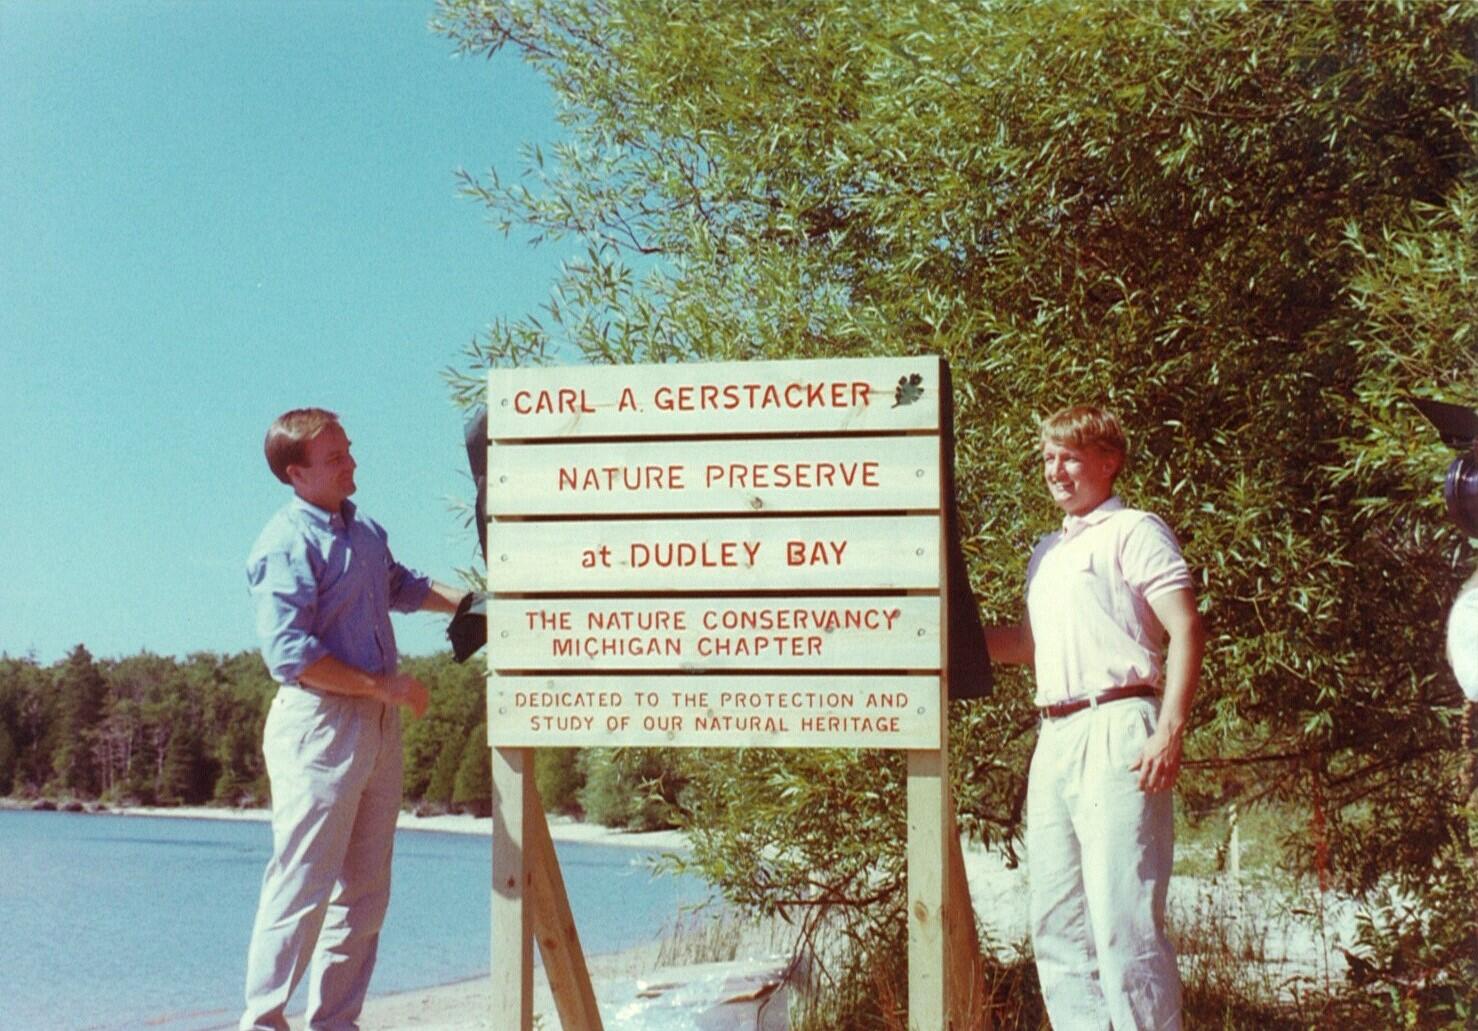 CARL A. GERSTACKER
NATURE PRESERVE
at DUDLEY BAY
THE NATURE CONSERVANCY
MICHIGAN CHAPTER
DEDICATED TO THE PROTECTION AND
STUDY OF OUR NATURAL HERITAGE